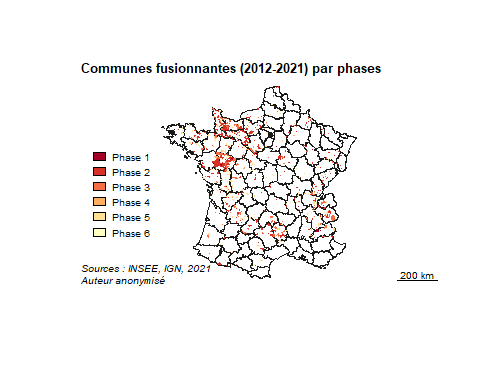 Communes fusionnantes (2012-2021) par phases
Phase 1
Phase 2
Phase 3
Phase 4
Phase 5
Phase 6
Sources : INSEE, IGN, 2021
Auteur anonymisé
200 km